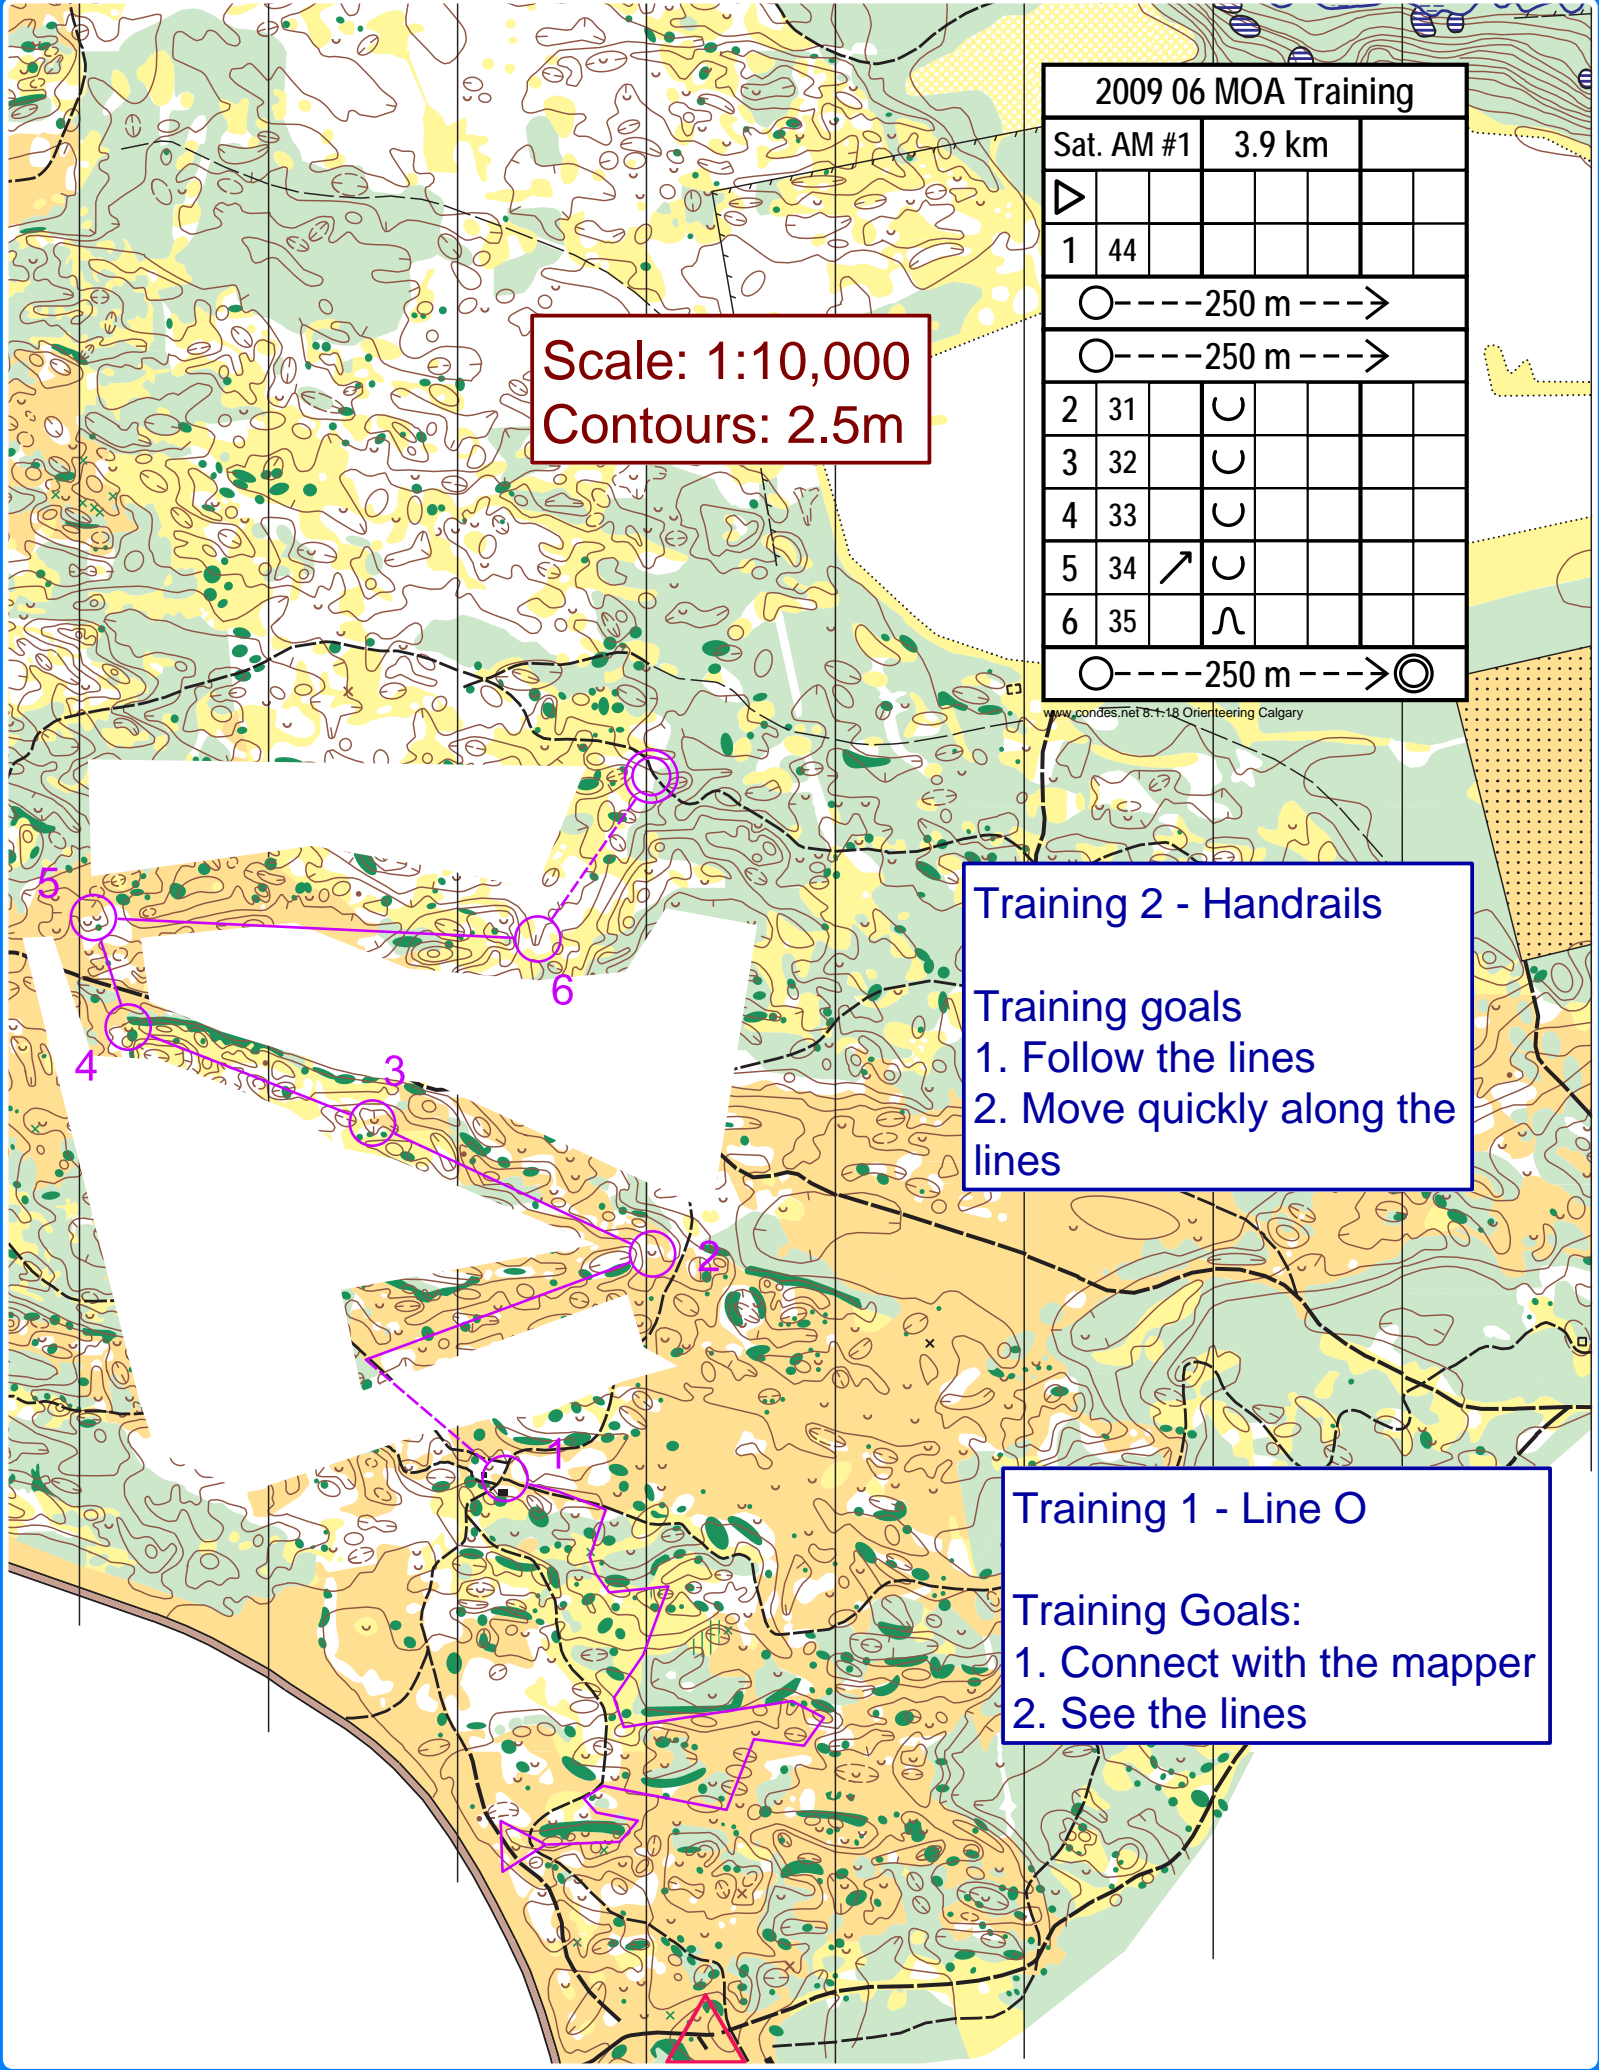 2009 06 MOA Training
Sat. AM #1 3.9 km
1 44
250 m
250 m
2 31
3 32
4 33
5 34
6 35
250 m
www.condes.net 8.1.18 Orienteering Calgary
Scale: 1:10,000
Contours: 2.5m
5
6
4
3
2
1
Training 2 - Handrails
Training goals
1. Follow the lines
2. Move quickly along the
lines
Training 1 - Line O
Training Goals:
1. Connect with the mapper
2. See the lines